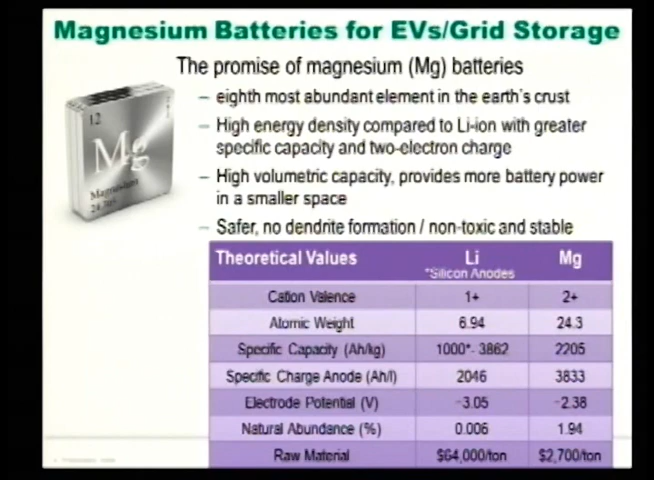 Magnesium Batteries for EVs/Grid Storage
The promise of magnesium (Mg) batteries
– eighth most abundant element in the earth's crust
– High energy density compared to Li-ion with greater
specific capacity and two-electron charge
– High volumetric capacity, provides more battery power
in a smaller space
– Safer, no dendrite formation / non-toxic and stable
12
Mg
Magnesium
Theoretical Values Li Mg
*Silicon Anodes
Cation Valence 1+ 2+
Atomic Weight 6.94 24.3
Specific Capacity (Ah/kg) 1000*- 3862 2205
Specific Charge Anode (Ah/l) 2046 3833
Electrode Potential (V) -3.05 -2.38
Natural Abundance (%) 0.006 1.94
Raw Material $64,000/ton $2,700/ton